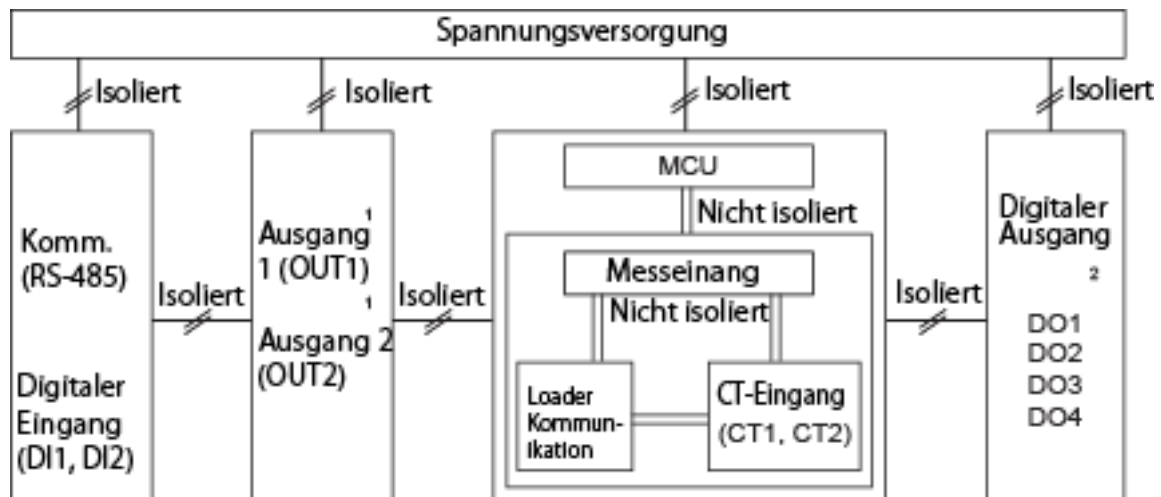 Spannungsversorgung
Isoliert
Isoliert
Isoliert
Isoliert
Komm.
(RS-485)
Digitaler
Eingang
(DI1, DI2)
Isoliert
Ausgang 1
1 (OUT1)
1
Ausgang 2
(OUT2)
Isoliert
MCU
Nicht isoliert
Messeinang
Nicht isoliert
Loader
Kommun-
ikation
CT-Eingang
(CT1, CT2)
Isoliert
Digitaler
Ausgang
2
DO1
DO2
DO3
DO4